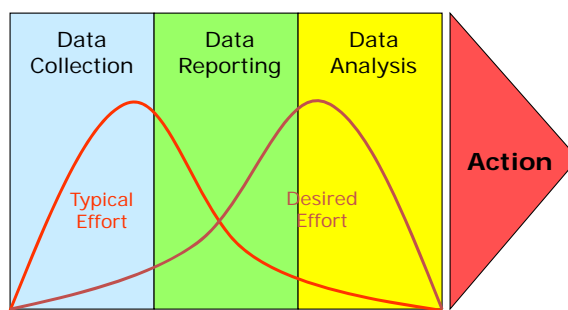 Data
Collection
Data
Reporting
Data
Analysis
Action
Typical
Effort
Desired
Effort